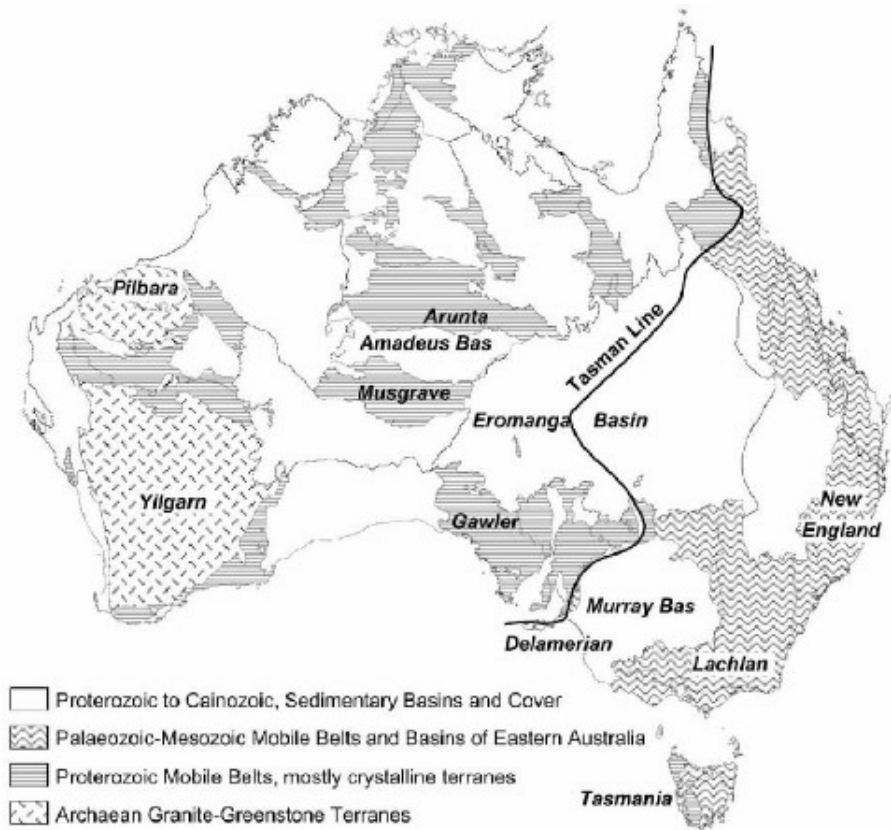 Pilbara
Arunta
Amadeus Bas
Musgrave
Tasman Line
Eromanga Basin
Yilgarn
Gawler
New
England
Murray Bas
Delamerian
Lachlan
Proterozoic to Cainozoic, Sedimentary Basins and Cover
Palaeozoic-Mesozoic Mobile Belts and Basins of Eastern Australia
Proterozoic Mobile Belts, mostly crystalline terranes
Tasmania
Archaean Granite-Greenstone Terranes